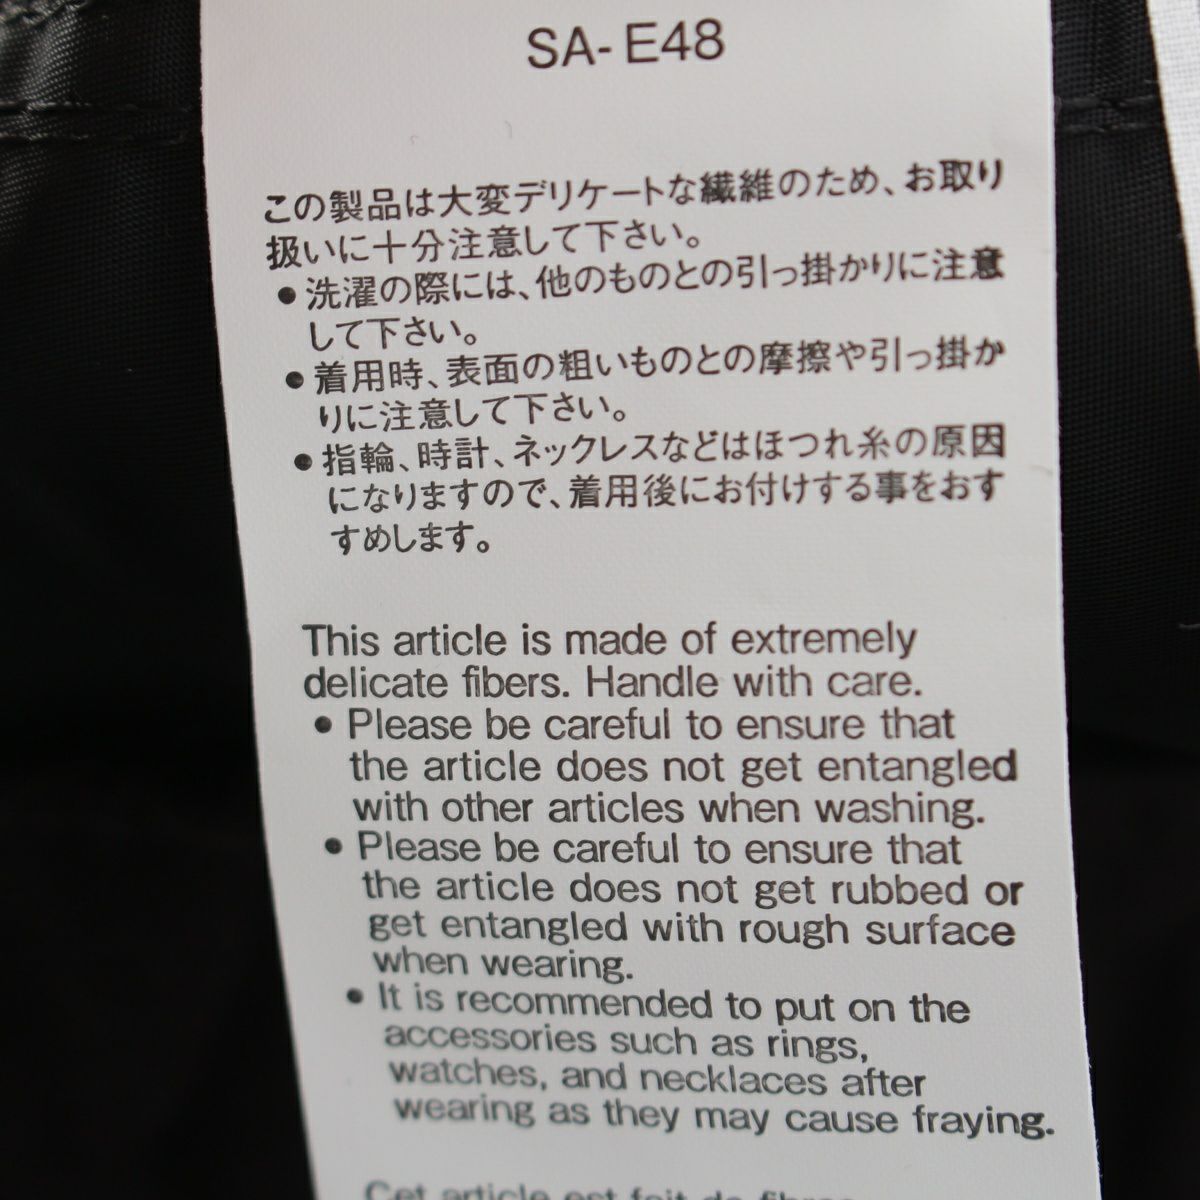 SA- E48
この製品は大変デリケートな繊維のため、お取り
扱いに十分注意して下さい。
● 洗濯の際には、他のものとの引っ掛かりに注意
して下さい。
● 着用時、表面の粗いものとの摩擦や引っ掛か
りに注意して下さい。
● 指輪、時計、ネックレスなどはほつれ糸の原因
になりますので、着用後にお付けする事をおす
すめします。
This article is made of extremely
delicate fibers. Handle with care.
● Please be careful to ensure that
the article does not get entangled
with other articles when washing.
● Please be careful to ensure that
the article does not get rubbed or
get entangled with rough surface
when wearing.
● It is recommended to put on the
accessories such as rings,
watches, and necklaces after
wearing as they may cause fraying.
Cet article est fait de fibres